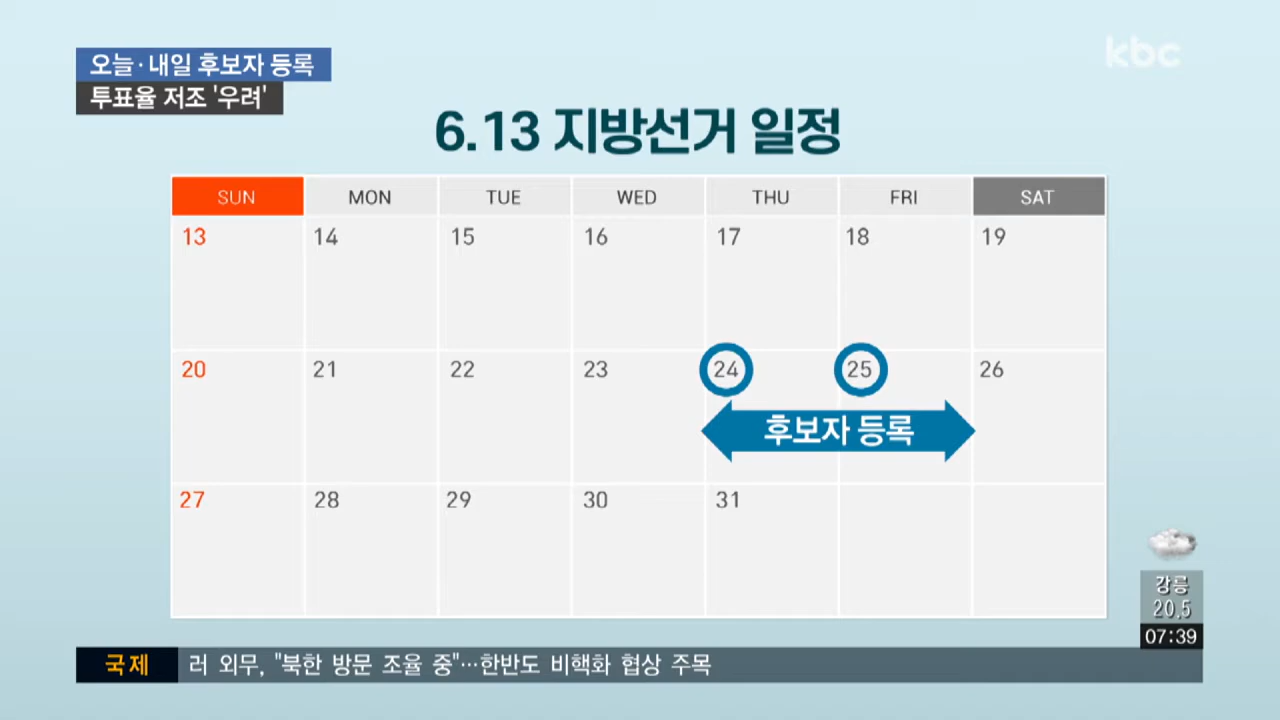 오늘·내일 후보자 등록
kbc
투표율 저조 '우려'
6.13 지방선거 일정
SUN MON TUE WED THU FRI SAT
13 14 15 16 17 18 19
20 21 22 23 24 25 26
후보자 등록
27 28 29 30 31
강릉
20.5
07:39
국제 러 외무, "북한 방문 조율 중"…한반도 비핵화 협상 주목